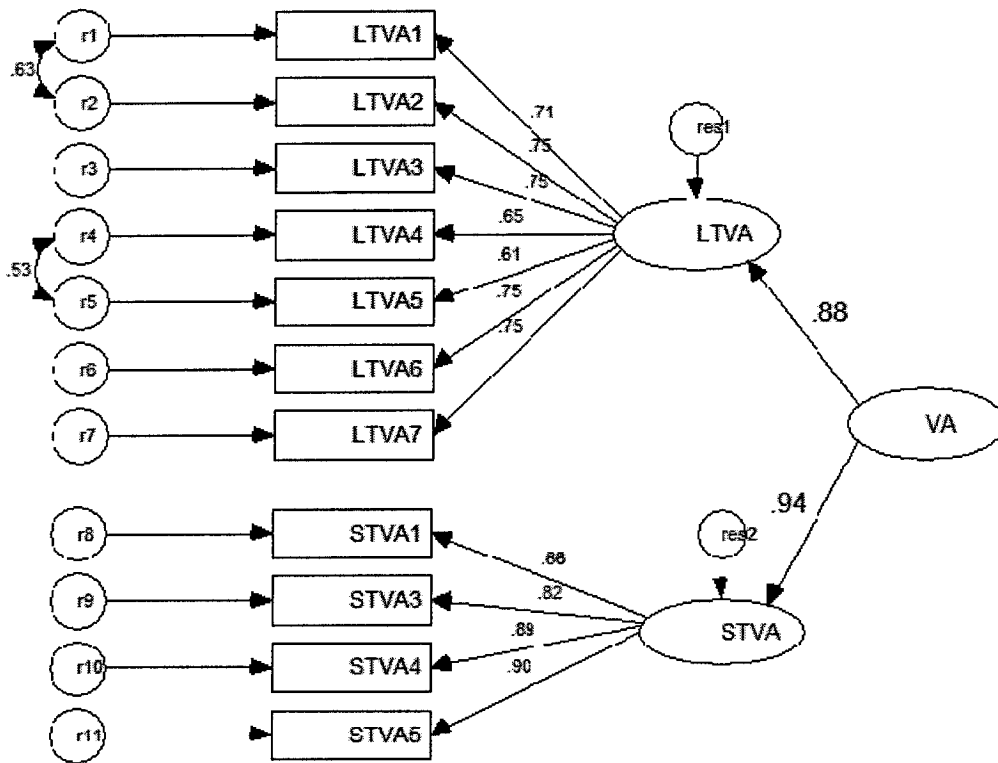 r1
LTVA1
.63
.71
r2
LTVA2
res1
.75
r3
LTVA3
.75
r4
LTVA4
.65
LTVA
.53
.61
r5
LTVA5
.75
.88
.75
r6
LTVA6
r7
LTVA7
VA
.94
r8
STVA1
res2
.66
r9
STVA3
.82
r10
STVA4
.89
STVA
.90
r11
STVA5